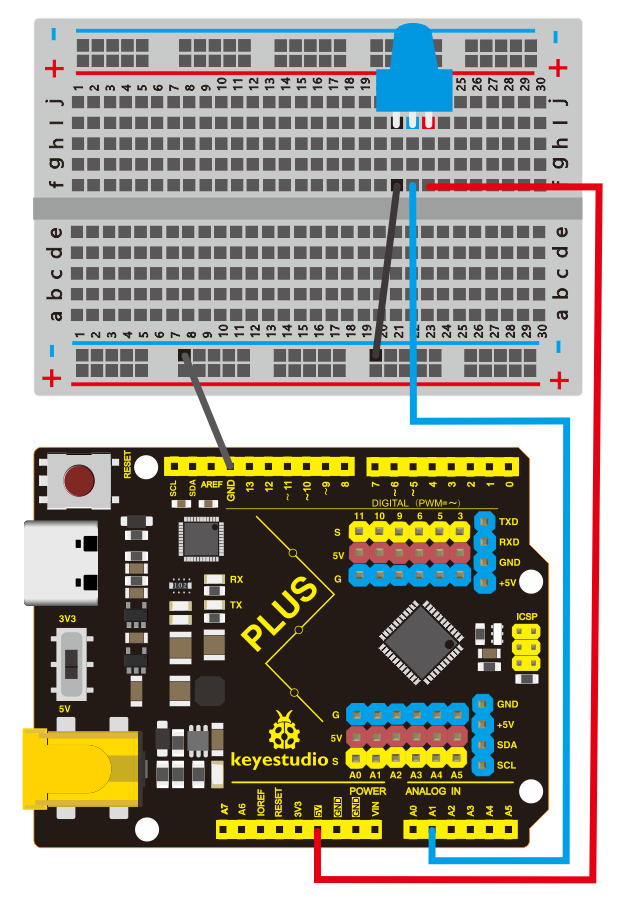 - -
+ +
1 2 3 4 5 6 7 8 9 10 11 12 13 14 15 16 17 18 19 25 26 27 28 29 30
j j
i i
h h
g g
f f
e e
d d
c c
b b
a a
1 2 3 4 5 6 7 8 9 10 11 12 13 14 15 16 17 18 19 20 21 22 23 24 25 26 27 28 29 30
- -
+ +
RESET
SCL SDA AREF GND 13 12 ~11 ~10 ~9 8 7 ~6 ~5 4 3 2 1 0
DIGITAL (PWM=~)
11 10 9 6 5 3
S
5V
G
TXD
RXD
GND
+5V
RX
TX
PLUS
ICSP
3V3
5V
G
5V
S
A0 A1 A2 A3 A4 A5
GND
+5V
SDA
SCL
keyestudio
POWER ANALOG IN
A7 A6 IOREF RESET 3V3 5V GND GND VIN A0 A1 A2 A3 A4 A5